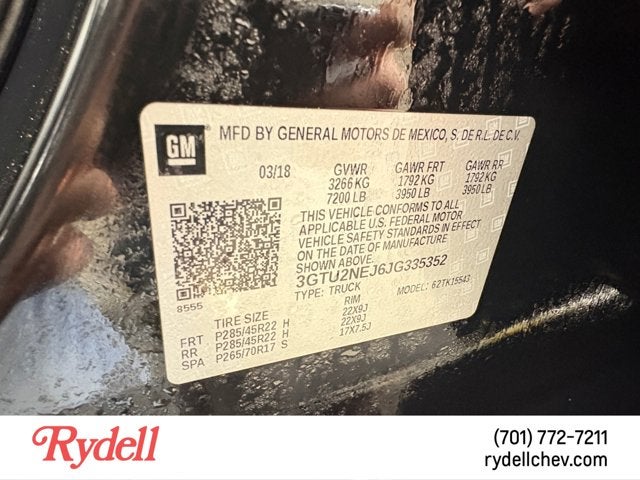 GM
MFD BY GENERAL MOTORS DE MEXICO, S. DE R.L. DE C.V.
03/18 GVWR GAWR FRT GAWR RR
3266 KG 1792 KG 1792 KG
7200 LB 3950 LB 3950 LB
THIS VEHICLE CONFORMS TO ALL
APPLICABLE U.S. FEDERAL MOTOR
VEHICLE SAFETY STANDARDS IN EFFECT
ON THE DATE OF MANUFACTURE
SHOWN ABOVE.
3GTU2NEJ6JG335352
TYPE: TRUCK MODEL: 62TK15543
8555
TIRE SIZE RIM
FRT P285/45R22 H 22X9J
RR P285/45R22 H 22X9J
SPA P265/70R17 S 17X7.5J
Rydell
(701) 772-7211
rydellchev.com